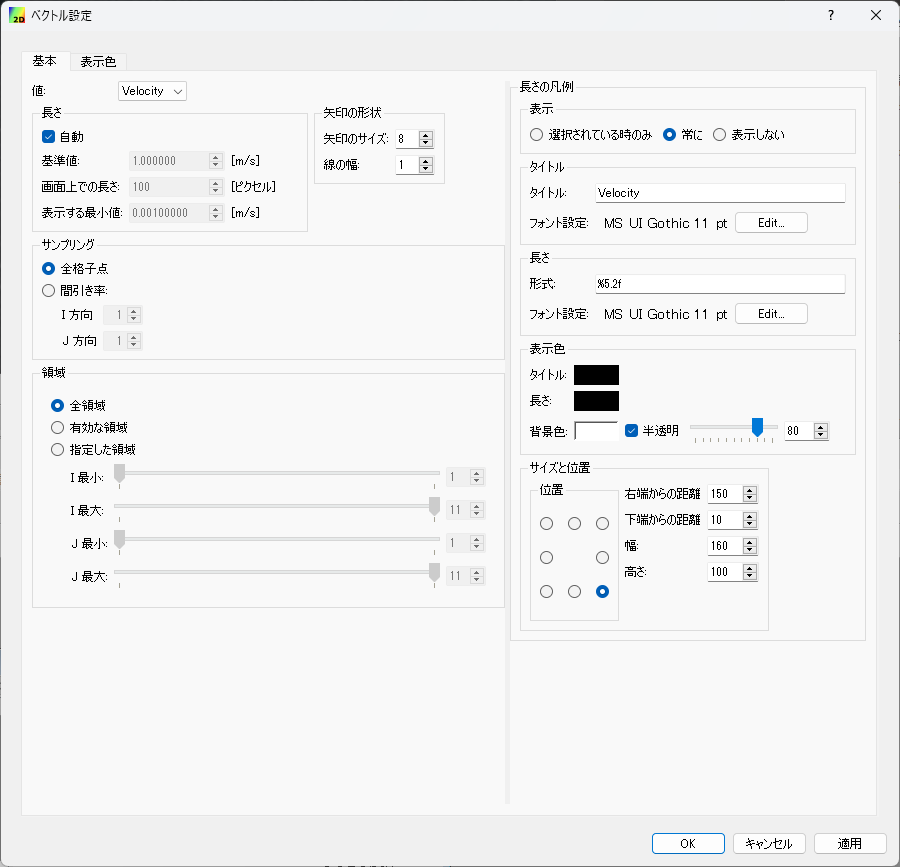 2D ベクトル設定 ?
基本 表示色
値: Velocity
長さ
自動
基準値: 1.000000 [m/s]
画面上での長さ: 100 [ピクセル]
表示する最小値: 0.00100000 [m/s]
矢印の形状
矢印のサイズ: 8
線の幅: 1
サンプリング
全格子点
間引き率:
I 方向 1
J 方向 1
領域
全領域
有効な領域
指定した領域
I 最小: 1
I 最大: 11
J 最小: 1
J 最大: 11
長さの凡例
表示
選択されている時のみ 常に 表示しない
タイトル
タイトル: Velocity
フォント設定: MS UI Gothic 11 pt Edit...
長さ
形式: %5.2f
フォント設定: MS UI Gothic 11 pt Edit...
表示色
タイトル:
長さ:
背景色: 半透明 80
サイズと位置
位置
右端からの距離 150
下端からの距離 10
幅: 160
高さ: 100
OK キャンセル 適用